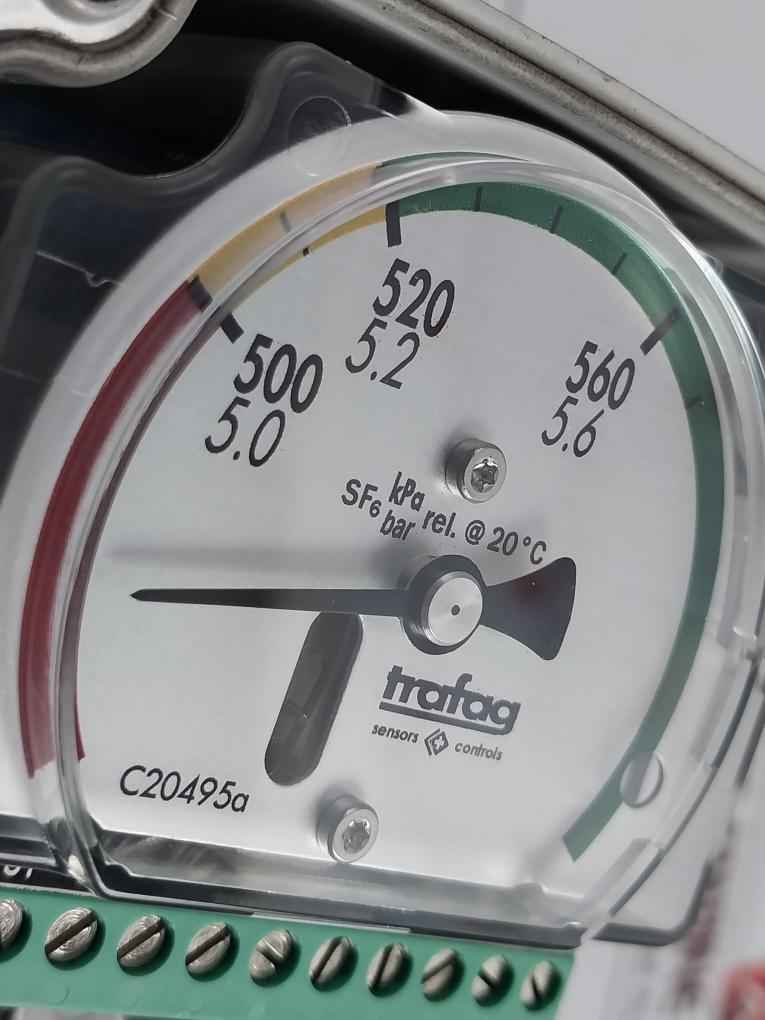 520
5.2
500
5.0
560
5.6
SF6 kPa bar rel. @ 20°C
trafag
sensors controls
C20495a